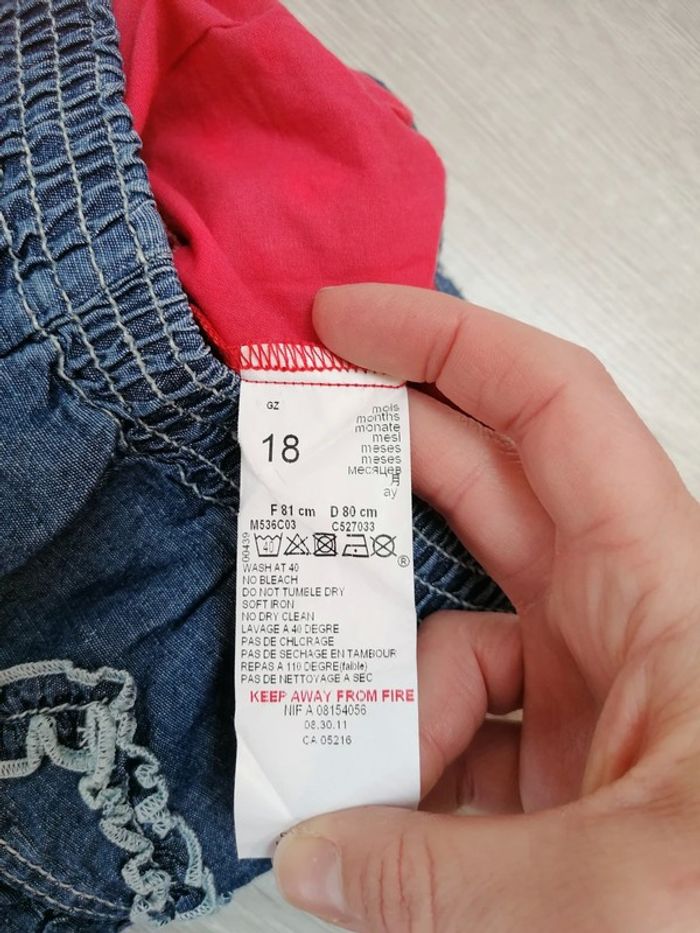 GZ
18
mois
months
monate
mesi
meses
meses
месяцев
月
ay
F 81 cm D 80 cm
M536C03 C527033
00439
40
®
WASH AT 40
NO BLEACH
DO NOT TUMBLE DRY
SOFT IRON
NO DRY CLEAN
LAVAGE A 40 DEGRE
PAS DE CHLORAGE
PAS DE SECHAGE EN TAMBOUR
REPAS A 110 DEGRE(faible)
PAS DE NETTOYAGE A SEC
KEEP AWAY FROM FIRE
NIF A 08154056
08.30.11
CA 05216